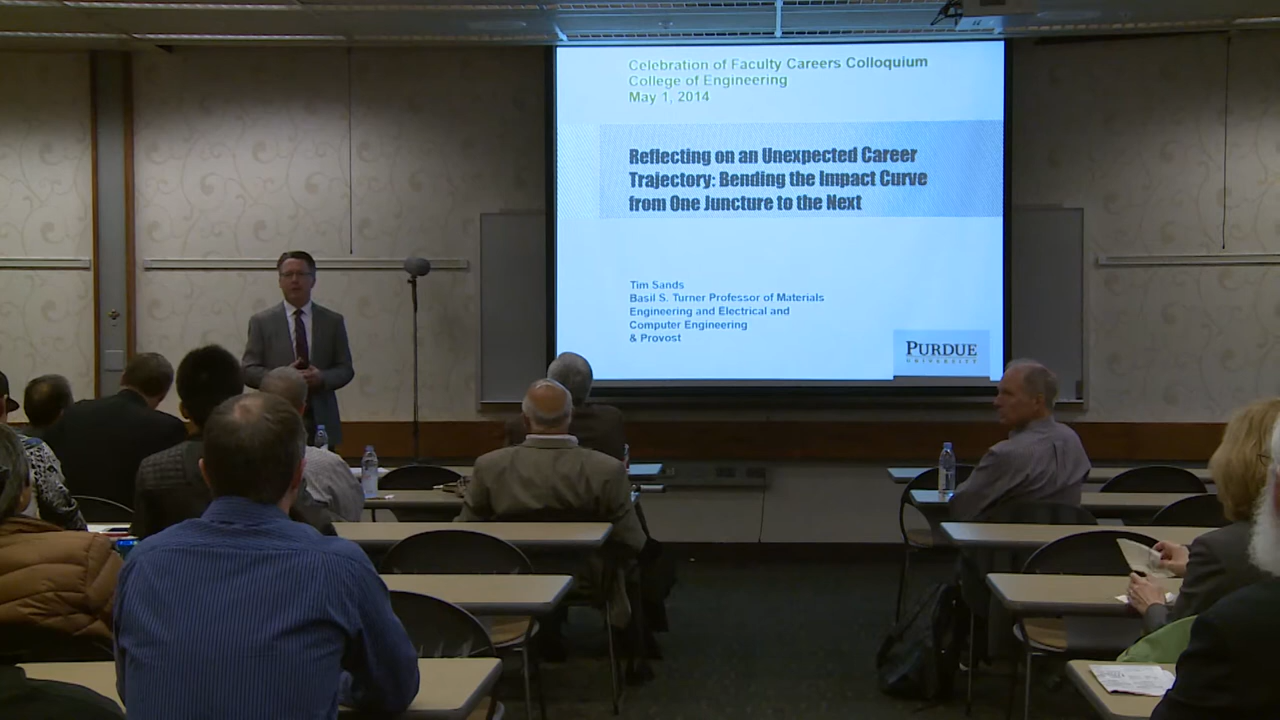 Celebration of Faculty Careers Colloquium
College of Engineering
May 1, 2014
Reflecting on an Unexpected Career
Trajectory: Bending the Impact Curve
from One Juncture to the Next
Tim Sands
Basil S. Turner Professor of Materials
Engineering and Electrical and
Computer Engineering
& Provost
PURDUE
UNIVERSITY